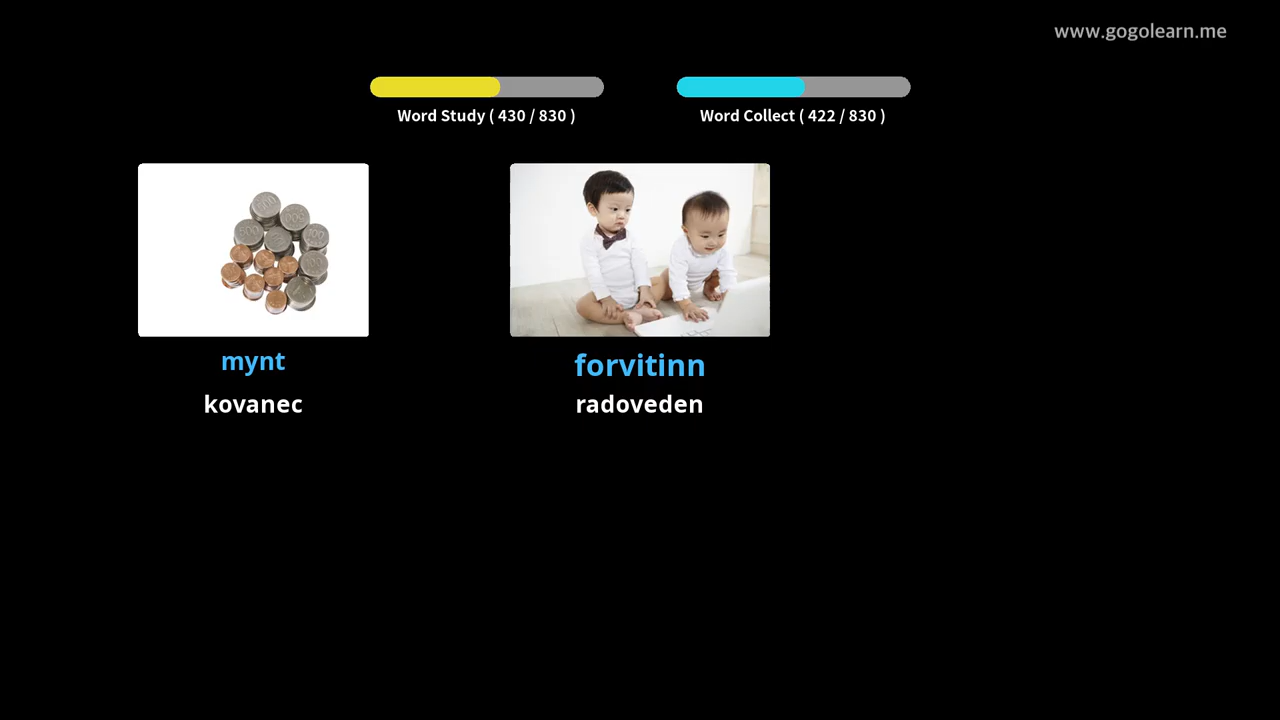 www.gogolearn.me
Word Study ( 430 / 830 )
Word Collect ( 422 / 830 )
mynt
kovanec
forvitinn
radoveden